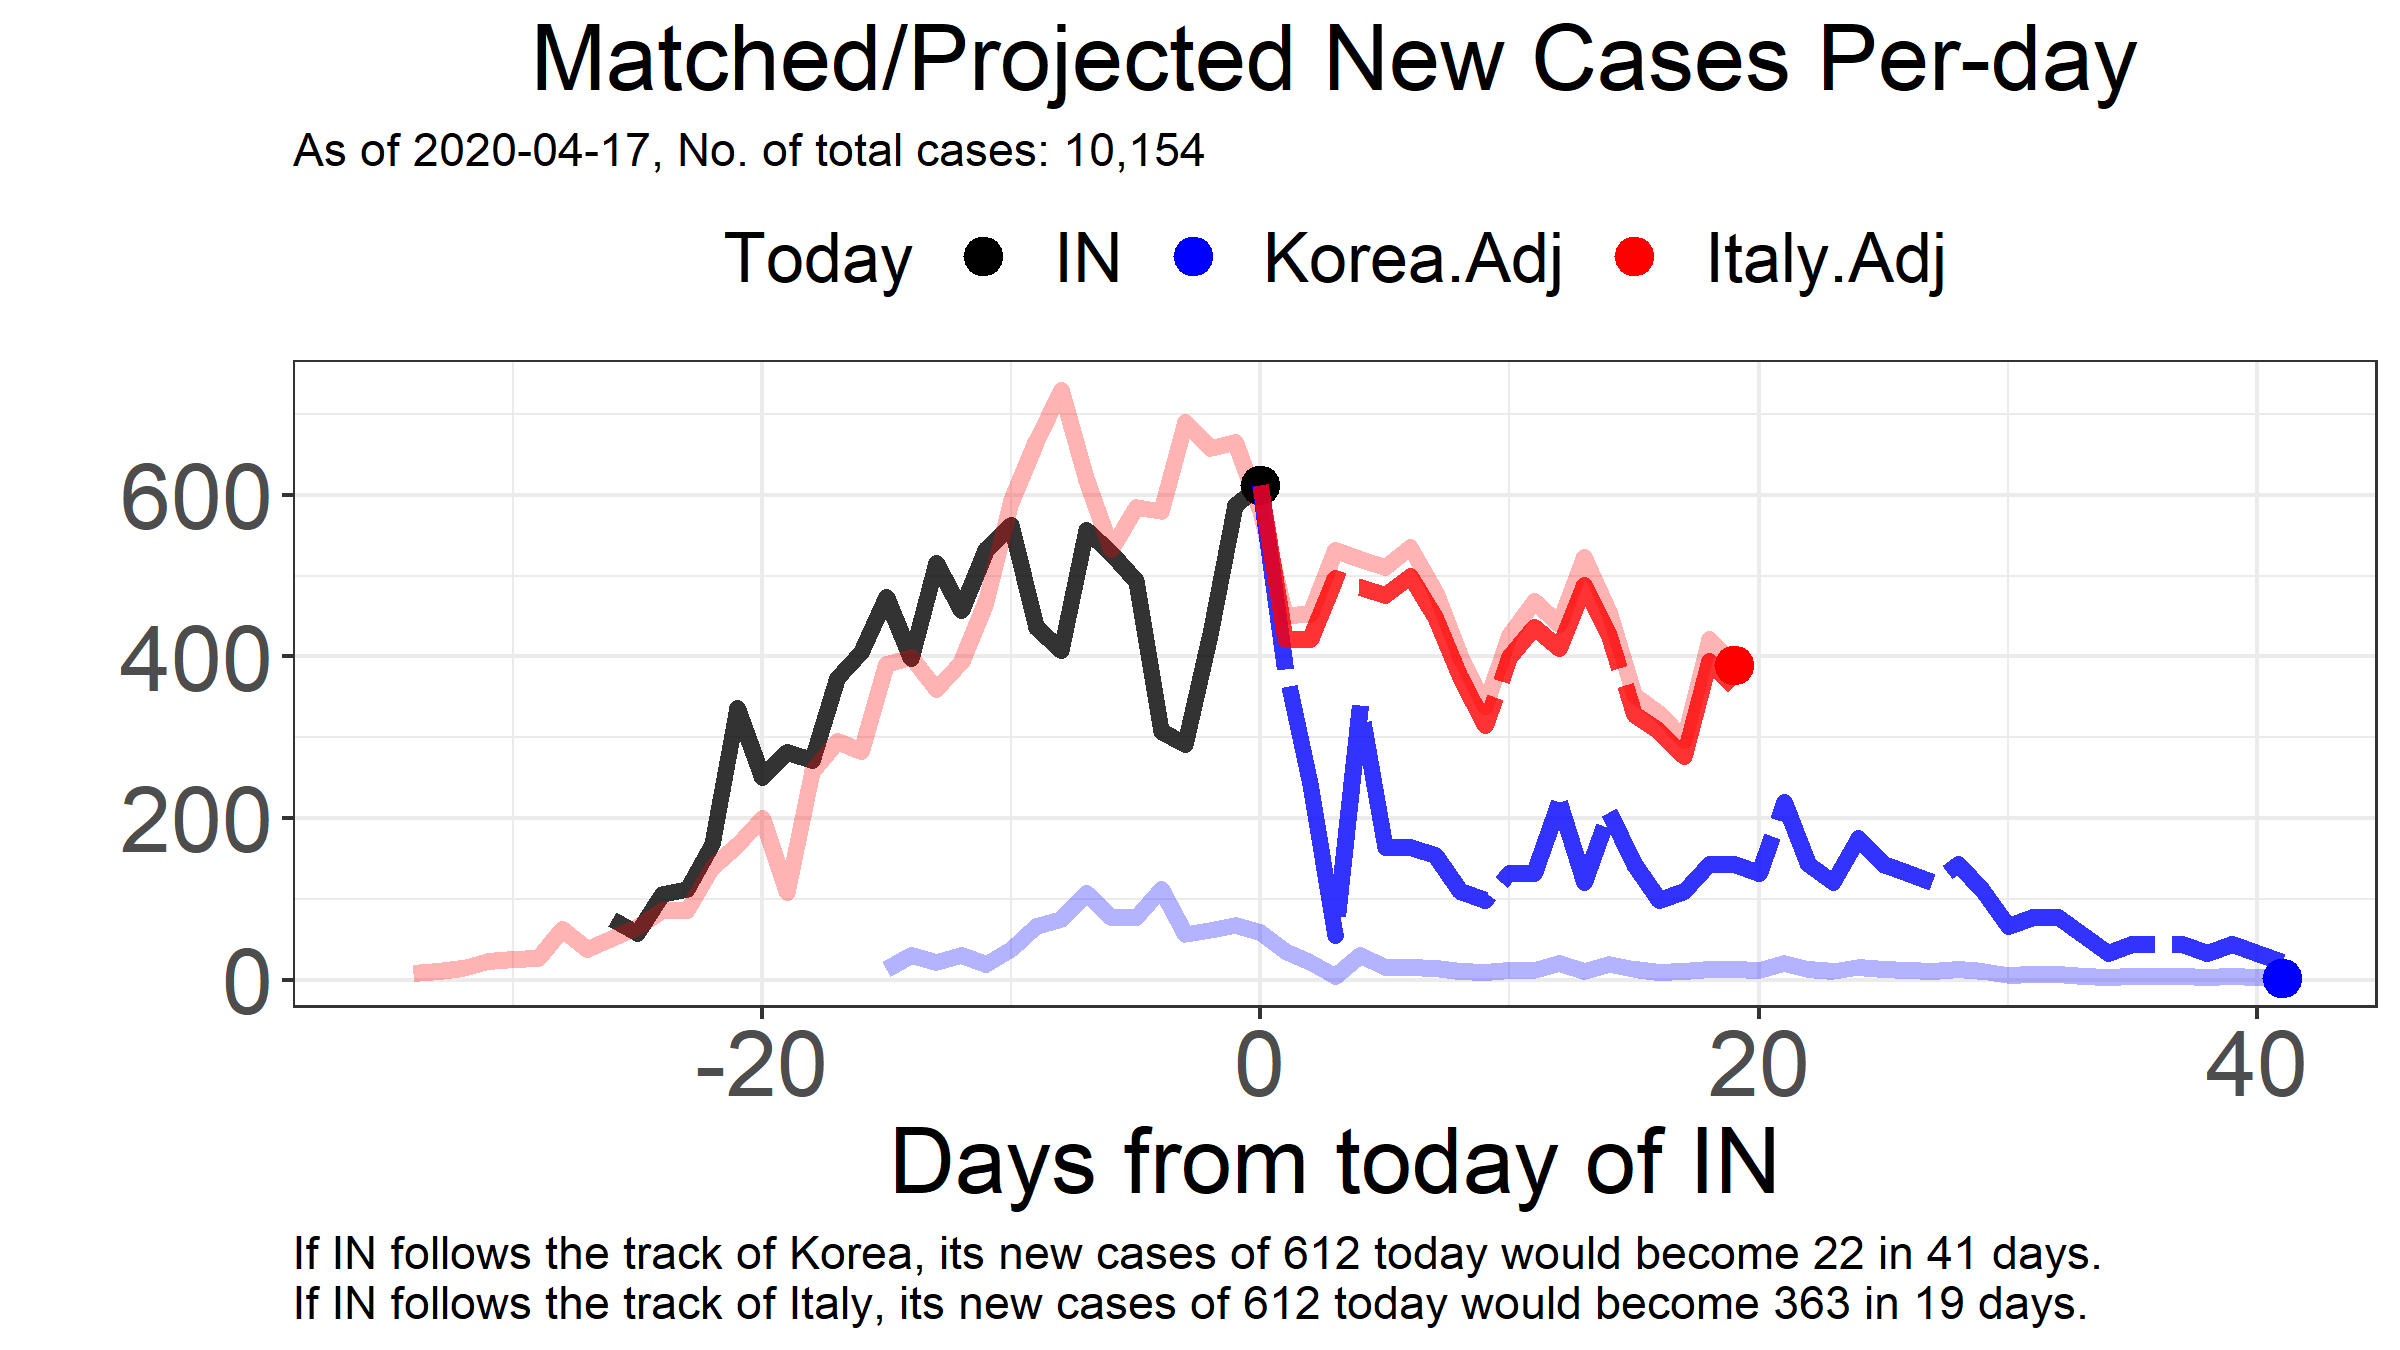 Matched/Projected New Cases Per-day
As of 2020-04-17, No. of total cases: 10,154
Today IN Korea.Adj Italy.Adj
600
400
200
0
-20 0 20 40
Days from today of IN
If IN follows the track of Korea, its new cases of 612 today would become 22 in 41 days.
If IN follows the track of Italy, its new cases of 612 today would become 363 in 19 days.